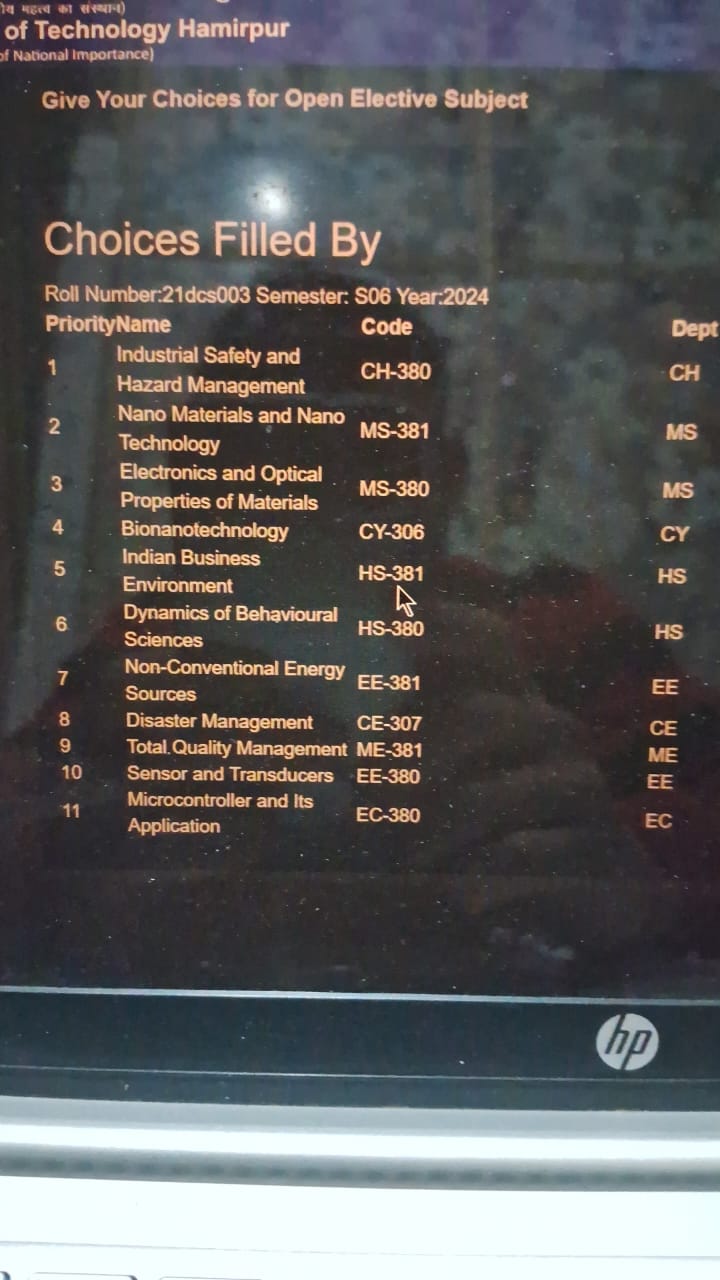 महत्व का संस्थान)
of Technology Hamirpur
of National Importance)
Give Your Choices for Open Elective Subject
Choices Filled By
Roll Number:21dcs003 Semester: S06 Year:2024
PriorityName Code Dept
1 Industrial Safety and Hazard Management CH-380 CH
2 Nano Materials and Nano Technology MS-381 MS
3 Electronics and Optical Properties of Materials MS-380 MS
4 Bionanotechnology CY-306 CY
5 Indian Business Environment HS-381 HS
6 Dynamics of Behavioural Sciences HS-380 HS
7 Non-Conventional Energy Sources EE-381 EE
8 Disaster Management CE-307 CE
9 Total Quality Management ME-381 ME
10 Sensor and Transducers EE-380 EE
11 Microcontroller and Its Application EC-380 EC
hp